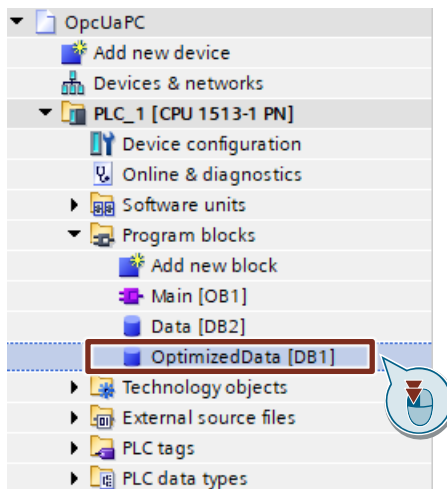 OpcUaPC
Add new device
Devices & networks
PLC_1 [CPU 1513-1 PN]
Device configuration
Online & diagnostics
Software units
Program blocks
Add new block
Main [OB1]
Data [DB2]
OptimizedData [DB1]
Technology objects
External source files
PLC tags
PLC data types